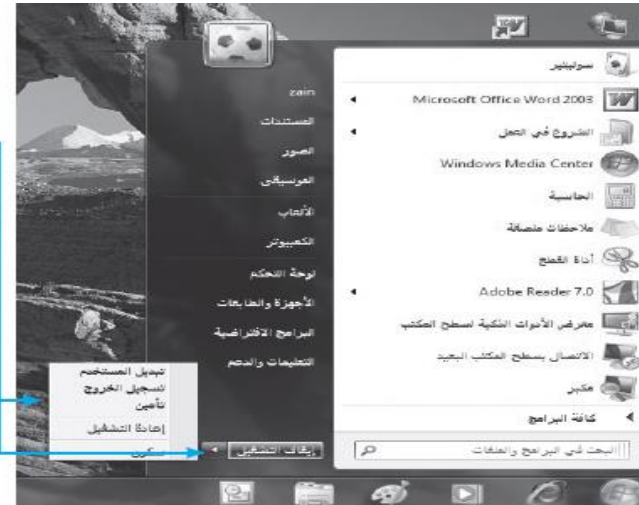 سوليتير
Microsoft Office Word 2003
الشروع في العمل
Windows Media Center
الحاسبة
ملاحظات ملصقة
أداة القطع
Adobe Reader 7.0
معرض الأدوات الذكية لسطح المكتب
الاتصال بسطح المكتب البعيد
مكبر
كافة البرامج
البحث في البرامج والملفات
zain
المستندات
الصور
الموسيقى
الألعاب
الكمبيوتر
لوحة التحكم
الأجهزة والطابعات
البرامج الافتراضية
التعليمات والدعم
إيقاف التشغيل
تبديل المستخدم
تسجيل الخروج
تأمين
إعادة التشغيل
سكون